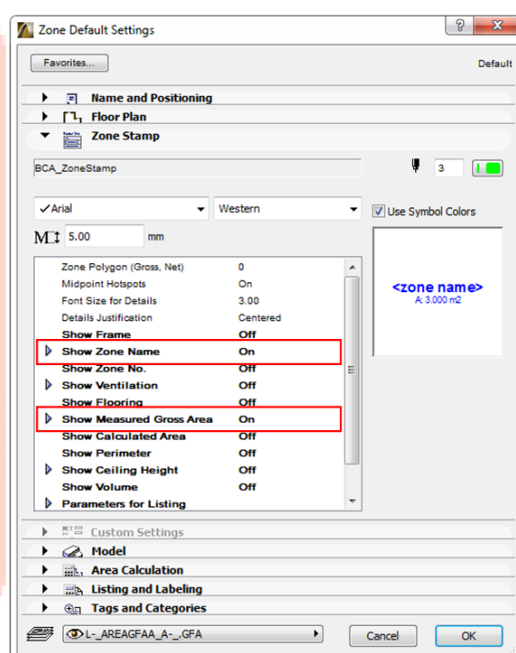 Zone Default Settings
Favorites...
Default
Name and Positioning
Floor Plan
Zone Stamp
BCA_ZoneStamp
3
Arial
Western
Use Symbol Colors
M 5.00 mm
Zone Polygon (Gross, Net) 0
Midpoint Hotspots On
Font Size for Details 3.00
Details Justification Centered
Show Frame Off
Show Zone Name On
Show Zone No. Off
Show Ventilation Off
Show Flooring Off
Show Measured Gross Area On
Show Calculated Area Off
Show Perimeter Off
Show Ceiling Height Off
Show Volume Off
Parameters for Listing
<zone name>
A: 3.000 m2
Custom Settings
Model
Area Calculation
Listing and Labeling
Tags and Categories
L-_AREAGFAA_A-_.GFA
Cancel
OK